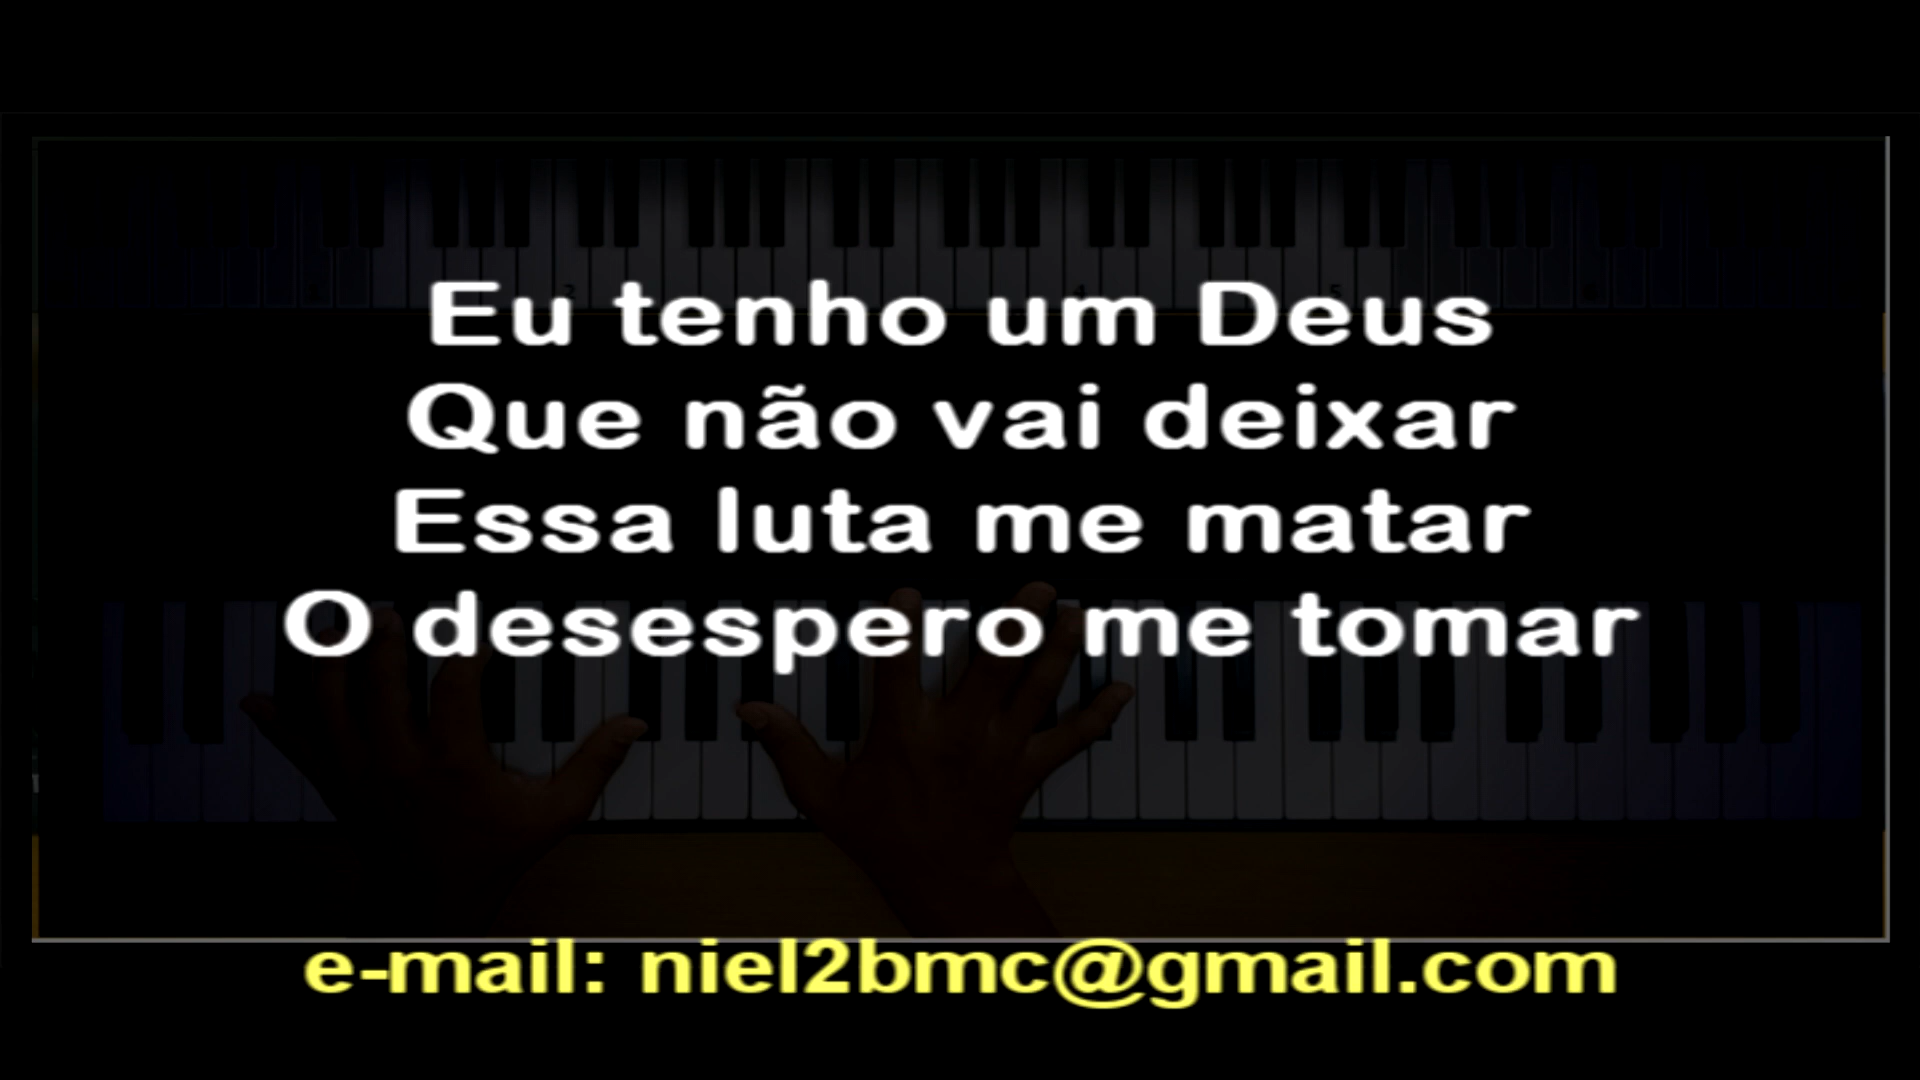 Eu tenho um Deus
Que não vai deixar
Essa luta me matar
O desespero me tomar
e-mail: niel2bmc@gmail.com